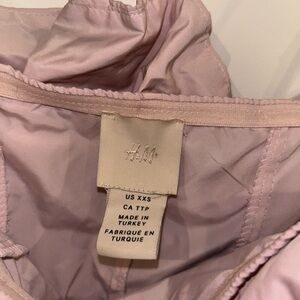 H&M
US XXS
CA TTP
MADE IN
TURKEY
FABRIQUÉ EN
TURQUIE